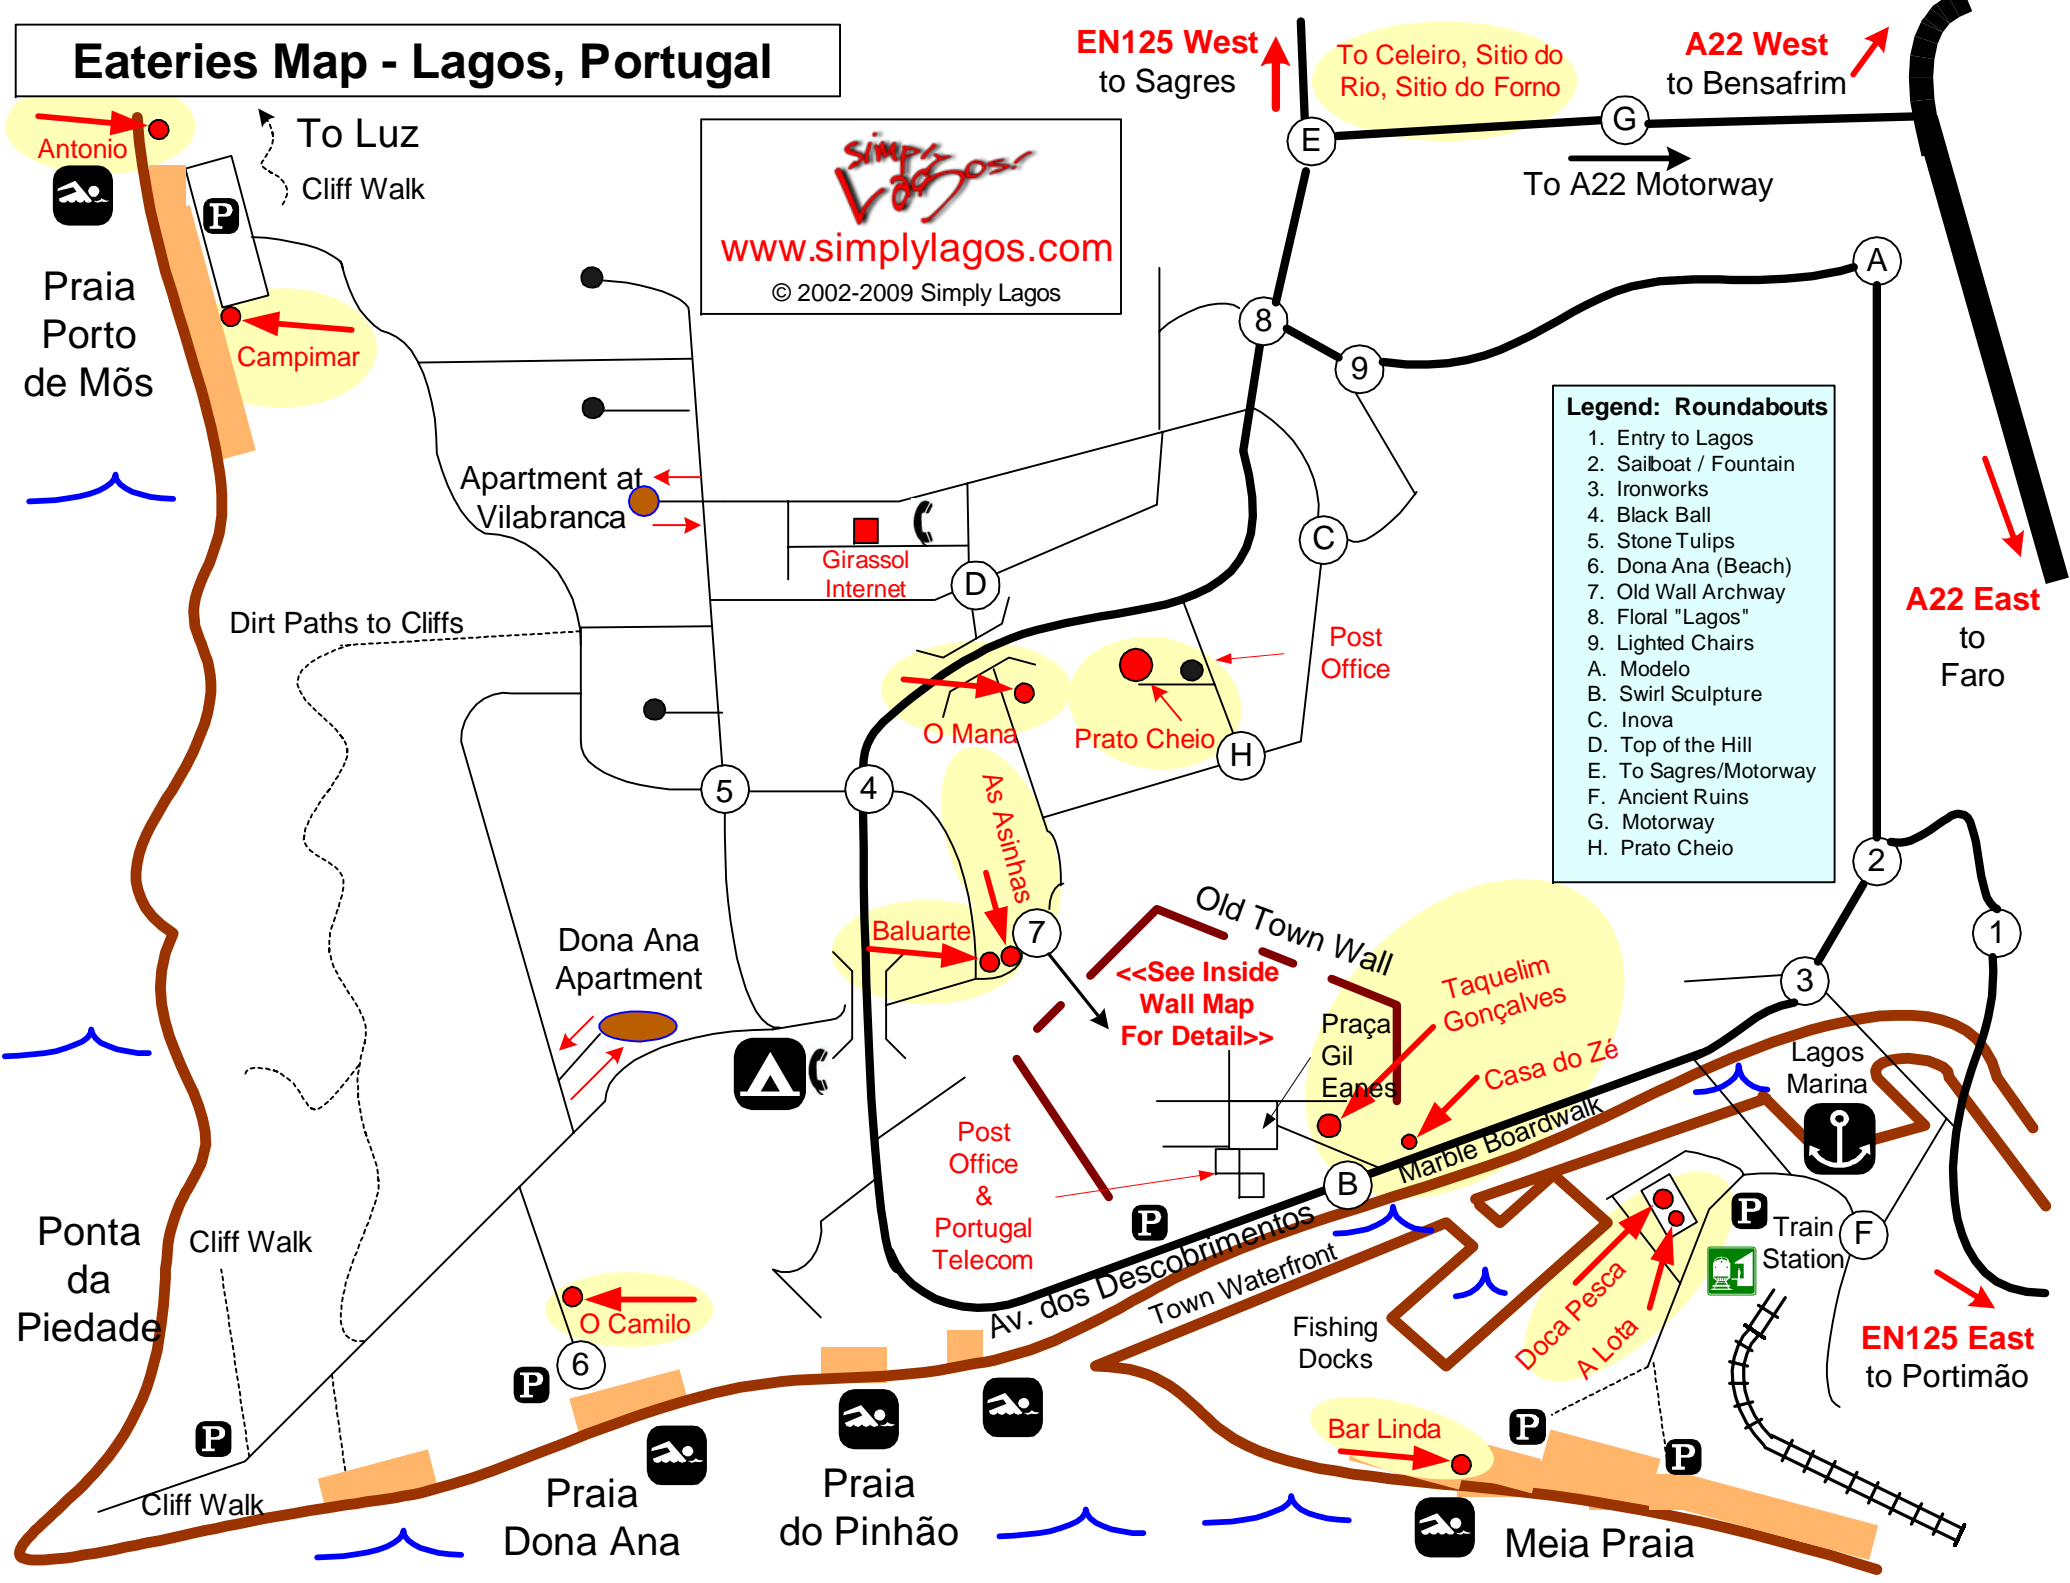 Eateries Map - Lagos, Portugal
EN125 West
to Sagres
To Celeiro, Sitio do
Rio, Sitio do Forno
A22 West
to Bensafrim
E
G
To A22 Motorway
Antonio
To Luz
Cliff Walk
P
simply
Lagos!
www.simplylagos.com
© 2002-2009 Simply Lagos
Praia
Porto
de Mõs
Campimar
8
9
A
Legend: Roundabouts
1. Entry to Lagos
2. Sailboat / Fountain
3. Ironworks
4. Black Ball
5. Stone Tulips
6. Dona Ana (Beach)
7. Old Wall Archway
8. Floral "Lagos"
9. Lighted Chairs
A. Modelo
B. Swirl Sculpture
C. Inova
D. Top of the Hill
E. To Sagres/Motorway
F. Ancient Ruins
G. Motorway
H. Prato Cheio
Apartment at
Vilabranca
Girassol
Internet
C
D
A22 East
to
Faro
Dirt Paths to Cliffs
Post
Office
O Mana
Prato Cheio
H
5
4
As Asinhas
2
1
Baluarte
7
Old Town Wall
<<See Inside
Wall Map
For Detail>>
Dona Ana
Apartment
Taquelim
Gonçalves
3
Praça
Gil
Eanes
Casa do Zé
Lagos
Marina
Marble Boardwalk
Post
Office
&
Portugal
Telecom
B
P
P
Train
Station
F
Ponta
da
Piedade
Cliff Walk
Av. dos Descobrimentos
Town Waterfront
Doca Pesca
A Lota
Fishing
Docks
O Camilo
6
P
EN125 East
to Portimão
P
Bar Linda
P
P
Cliff Walk
Praia
Dona Ana
Praia
do Pinhão
Meia Praia